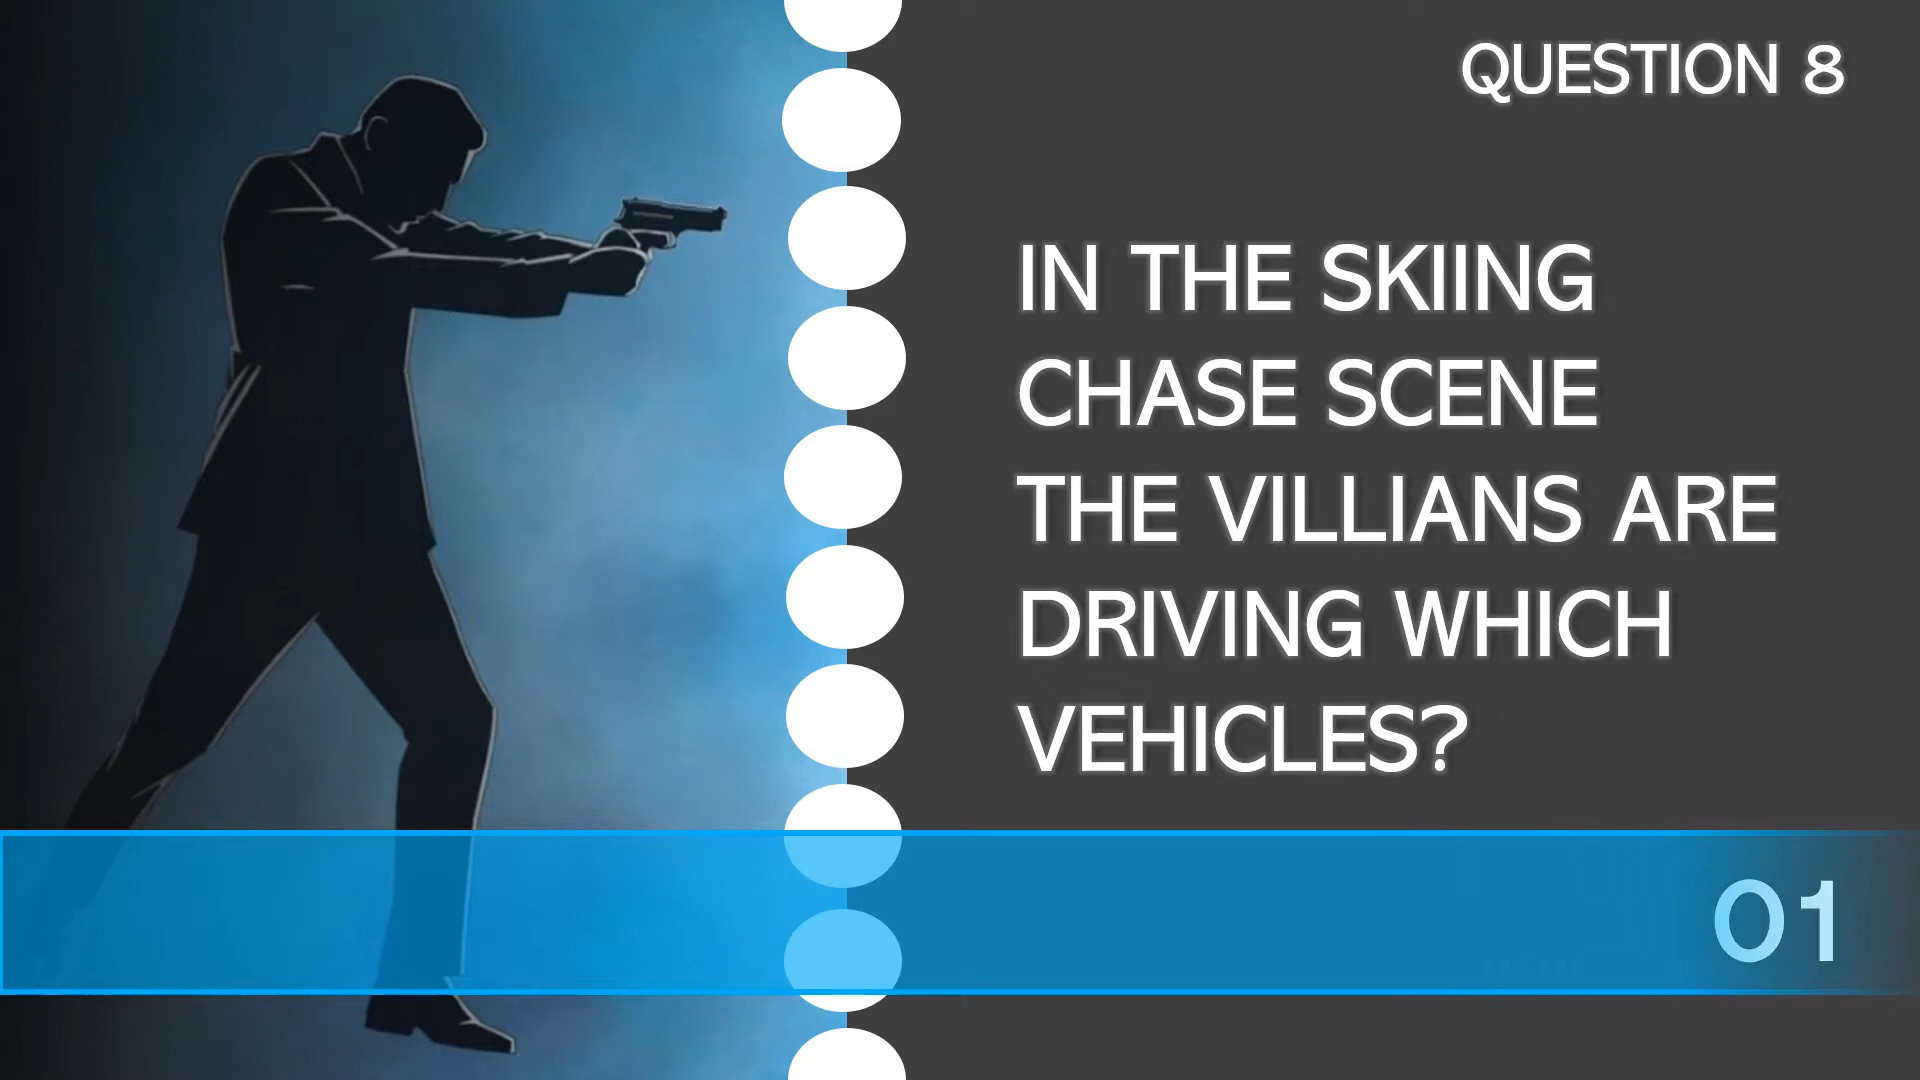 QUESTION 8
IN THE SKIING
CHASE SCENE
THE VILLIANS ARE
DRIVING WHICH
VEHICLES?
01